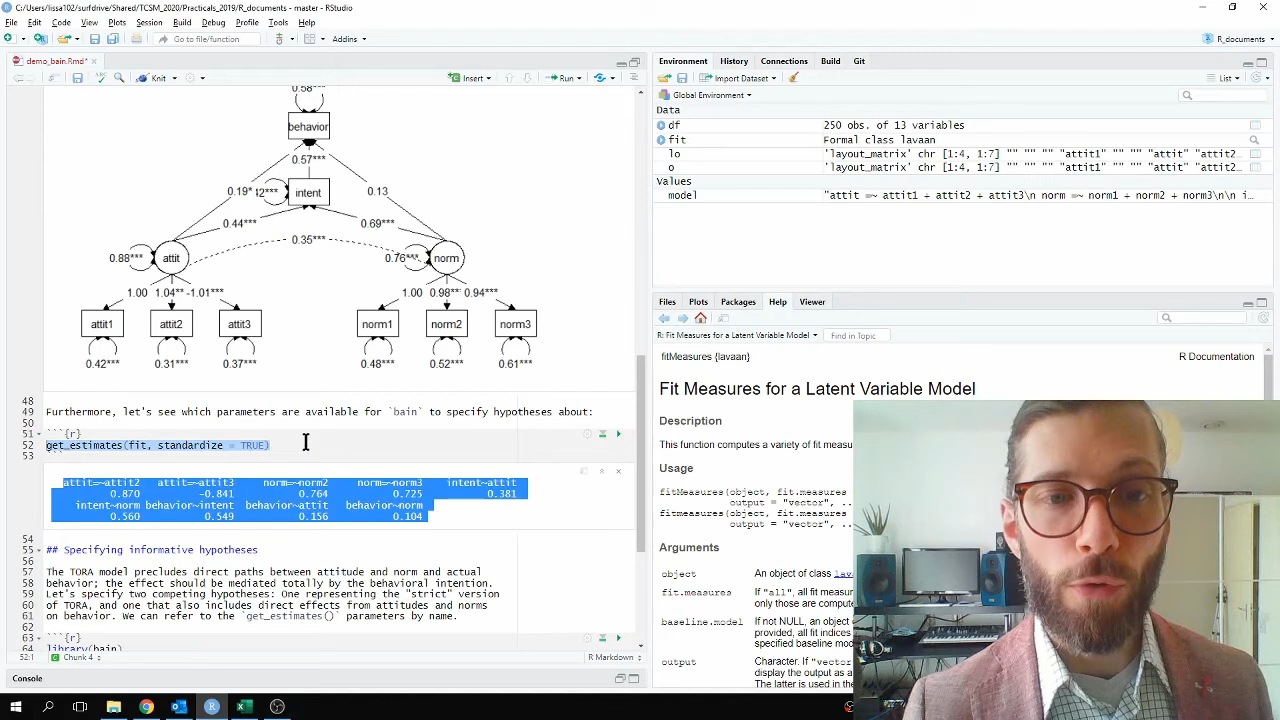 C:/Users/lissa102/surfdrive/Shared/TCSM_2020/Practicals_2019/R_documents - master - RStudio
File Edit Code View Plots Session Build Debug Profile Tools Help
Go to file/function Addins R_documents
demo_bain.Rmd*
Knit Insert Run
0.58***
behavior
0.57***
0.19* 12*** intent 0.13
0.44*** 0.69***
0.35***
0.88*** attit 0.76*** norm
1.00 1.04** -1.01*** 1.00 0.98** 0.94***
attit1 attit2 attit3 norm1 norm2 norm3
0.42*** 0.31*** 0.37*** 0.48*** 0.52*** 0.61***
48
49 Furthermore, let's see which parameters are available for `bain` to specify hypotheses about:
50
51 ```{r}
52 get_estimates(fit, standardize = TRUE)
53 ```
attit=~attit2 attit=~attit3 norm=~norm2 norm=~norm3 intent~attit
0.870 -0.841 0.764 0.725 0.381
intent~norm behavior~intent behavior~attit behavior~norm
0.560 0.549 0.156 0.104
54
55 ## Specifying informative hypotheses
56
57 The TORA model precludes direct paths between attitude and norm and actual
58 behavior; the effect should be mediated totally by the behavioral intention.
59 Let's specify two competing hypotheses: One representing the "strict" version
60 of TORA, and one that also includes direct effects from attitudes and norms
61 on behavior. We can refer to the `get_estimates()` parameters by name.
62
63 ```{r}
64 library(bain)
52:1 Chunk 4 R Markdown
Console
Environment History Connections Build Git
Import Dataset List
Global Environment
Data
df 250 obs. of 13 variables
fit Formal class lavaan
lo 'layout_matrix' chr [1:4, 1:7] "" "" "" "attit1" "" "" "attit" "attit2…
o 'layout_matrix' chr [1:4, 1:7] "" "" "" "attit1" "" "" "attit" "attit2…
Values
model "attit =~ attit1 + attit2 + attit3\n norm =~ norm1 + norm2 + norm3\n\n i…
Files Plots Packages Help Viewer
R: Fit Measures for a Latent Variable Model Find in Topic
fitMeasures {lavaan} R Documentation
Fit Measures for a Latent Variable Model
Description
This function computes a variety of fit measu
Usage
fitMeasures(object, fit.measures
output = "vector", ..
fitmeasures(object, fit.measures
output = "vector", ..
Arguments
object An object of class lava
fit.measures If "all", all fit measure
only those are compute
baseline.model If not NULL, an object o
provided, all fit indices
specified baseline mode
output Character. If "vector
display the output as a
The latter is used in the